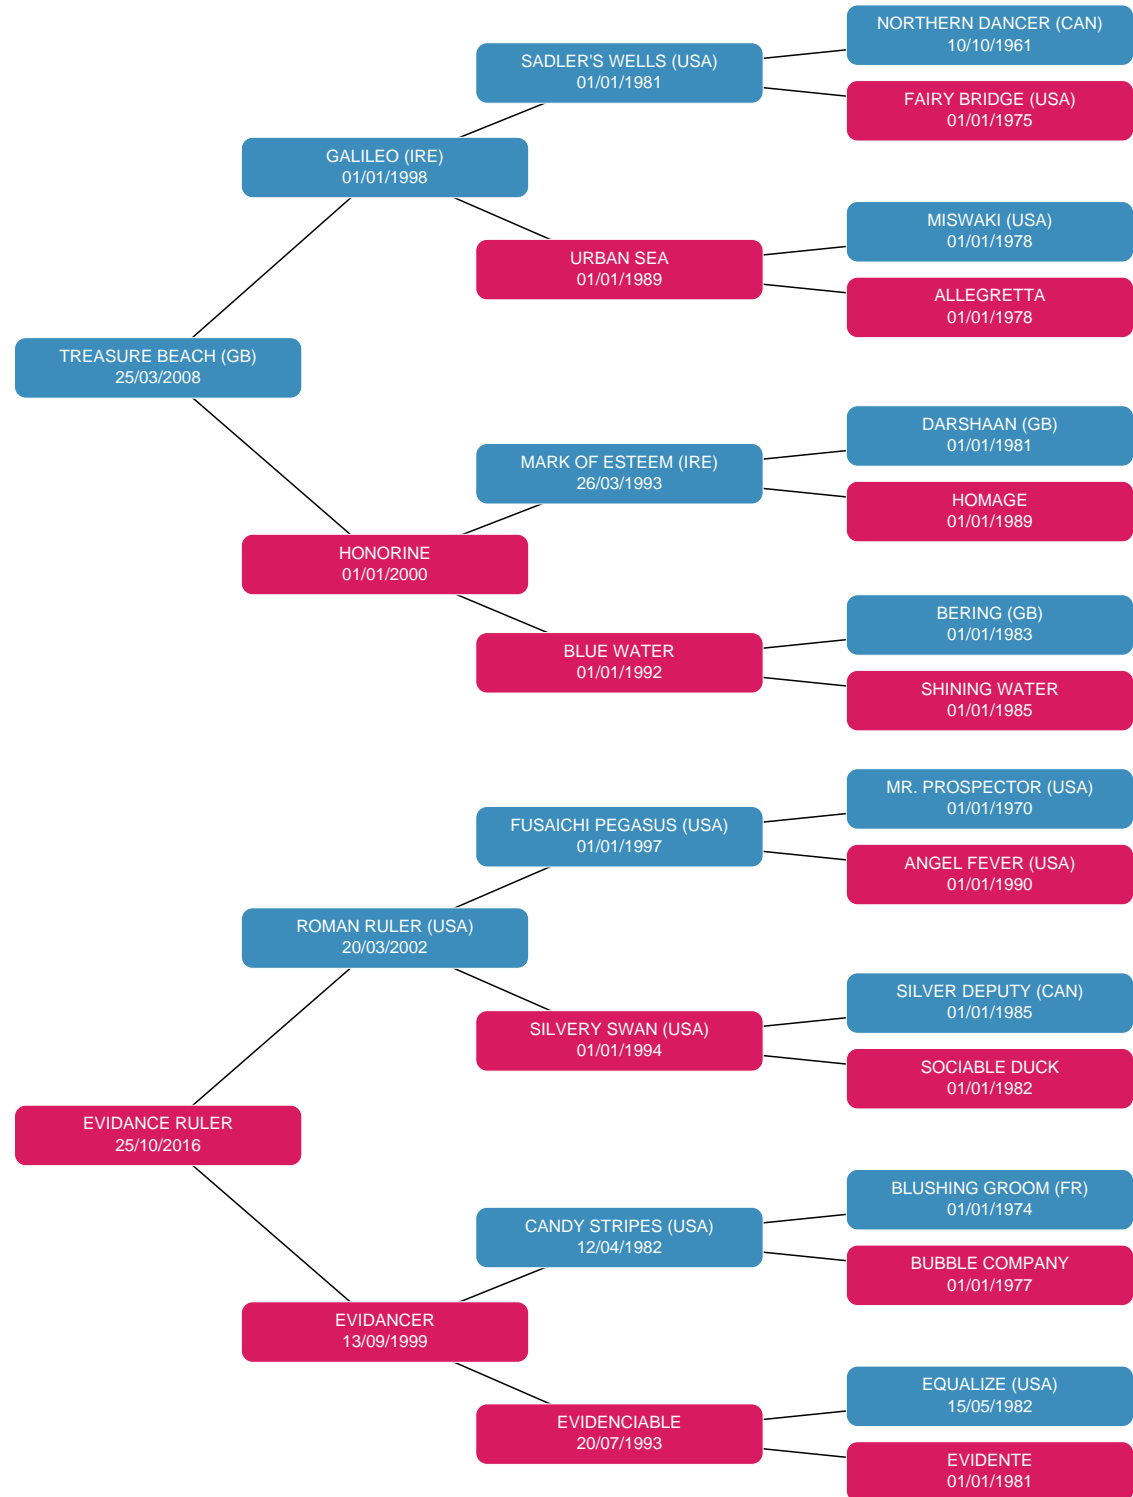 NORTHERN DANCER (CAN)
10/10/1961
SADLER'S WELLS (USA)
01/01/1981
FAIRY BRIDGE (USA)
01/01/1975
GALILEO (IRE)
01/01/1998
MISWAKI (USA)
01/01/1978
URBAN SEA
01/01/1989
ALLEGRETTA
01/01/1978
TREASURE BEACH (GB)
25/03/2008
DARSHAAN (GB)
01/01/1981
MARK OF ESTEEM (IRE)
26/03/1993
HOMAGE
01/01/1989
HONORINE
01/01/2000
BERING (GB)
01/01/1983
BLUE WATER
01/01/1992
SHINING WATER
01/01/1985
MR. PROSPECTOR (USA)
01/01/1970
FUSAICHI PEGASUS (USA)
01/01/1997
ANGEL FEVER (USA)
01/01/1990
ROMAN RULER (USA)
20/03/2002
SILVER DEPUTY (CAN)
01/01/1985
SILVERY SWAN (USA)
01/01/1994
SOCIABLE DUCK
01/01/1982
EVIDANCE RULER
25/10/2016
BLUSHING GROOM (FR)
01/01/1974
CANDY STRIPES (USA)
12/04/1982
BUBBLE COMPANY
01/01/1977
EVIDANCER
13/09/1999
EQUALIZE (USA)
15/05/1982
EVIDENCIABLE
20/07/1993
EVIDENTE
01/01/1981